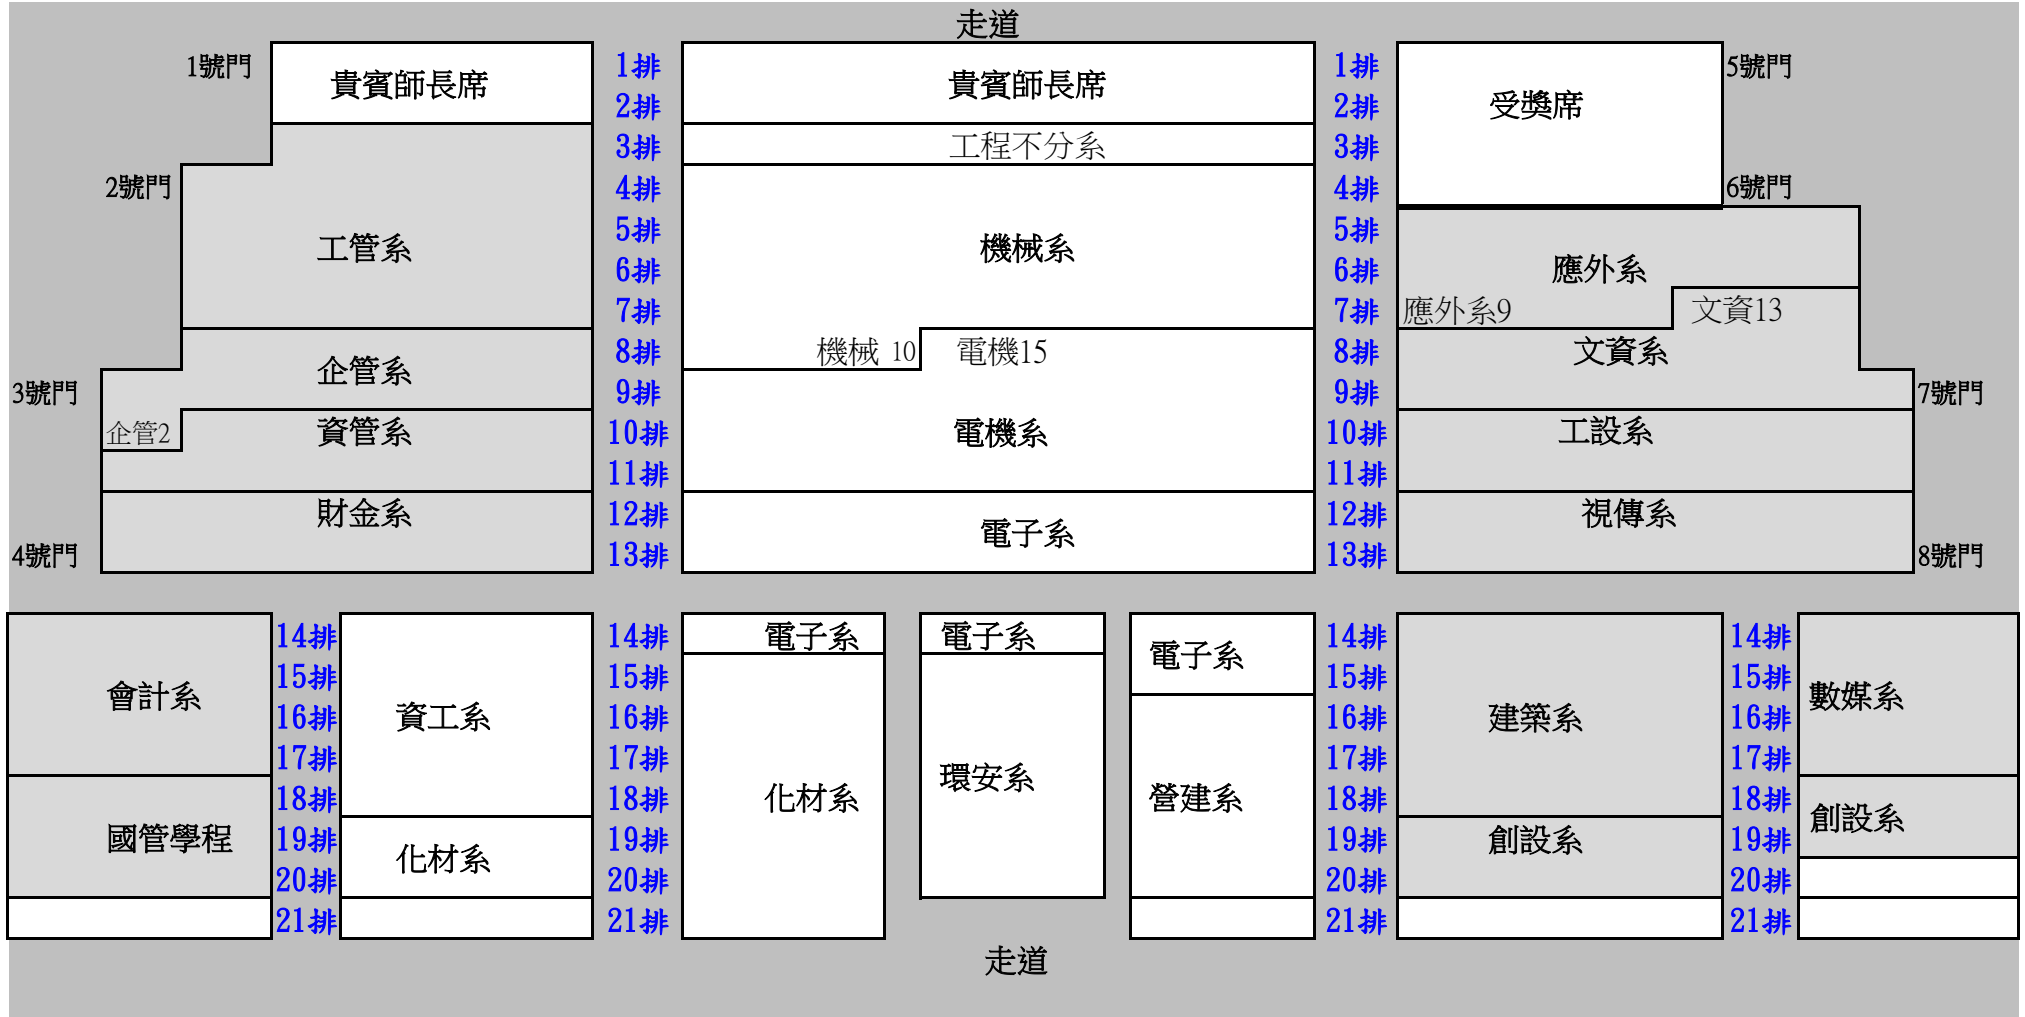 走道
1號門 貴賓師長席 1排 貴賓師長席 1排 受獎席 5號門
2排 2排
3排 工程不分系 3排
2號門 4排 4排 6號門
工管系 5排 機械系 5排
6排 6排 應外系
7排 7排 應外系9 文資13
8排 機械 10 電機15 8排 文資系
企管系
3號門 9排 9排 7號門
企管2 資管系 10排 電機系 10排 工設系
11排 11排
財金系 12排 12排 視傳系
電子系
4號門 13排 13排 8號門
14排 14排 電子系 電子系 14排 14排
電子系
15排 15排 15排 15排
會計系 數媒系
16排 資工系 16排 16排 建築系 16排
17排 17排 環安系 17排 17排
18排 18排 化材系 營建系 18排 18排
創設系
國管學程 19排 19排 19排 創設系 19排
化材系
20排 20排 20排 20排
21排 21排 21排 21排
走道